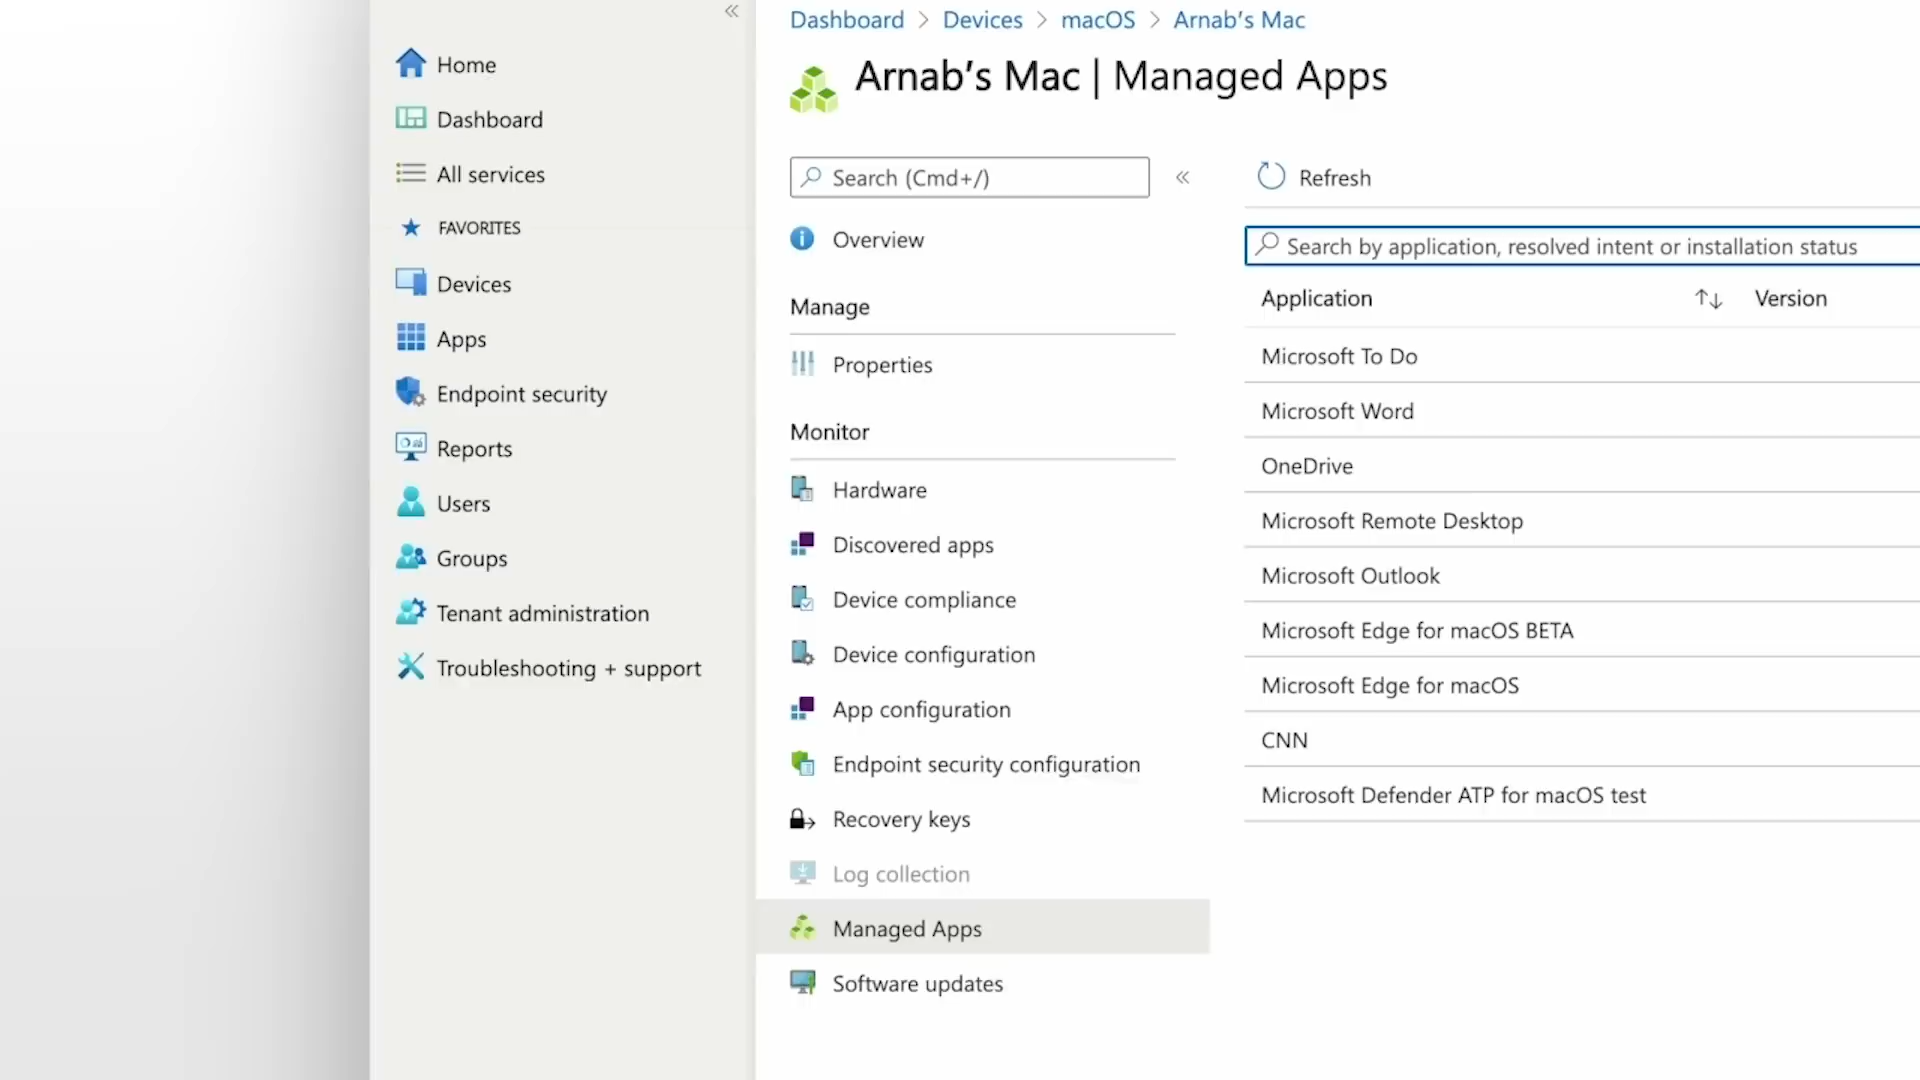 Home
Dashboard
All services
FAVORITES
Devices
Apps
Endpoint security
Reports
Users
Groups
Tenant administration
Troubleshooting + support
Dashboard > Devices > macOS > Arnab's Mac
Arnab's Mac | Managed Apps
Search (Cmd+/)
Overview
Manage
Properties
Monitor
Hardware
Discovered apps
Device compliance
Device configuration
App configuration
Endpoint security configuration
Recovery keys
Log collection
Managed Apps
Software updates
Refresh
Search by application, resolved intent or installation status
Application Version
Microsoft To Do
Microsoft Word
OneDrive
Microsoft Remote Desktop
Microsoft Outlook
Microsoft Edge for macOS BETA
Microsoft Edge for macOS
CNN
Microsoft Defender ATP for macOS test